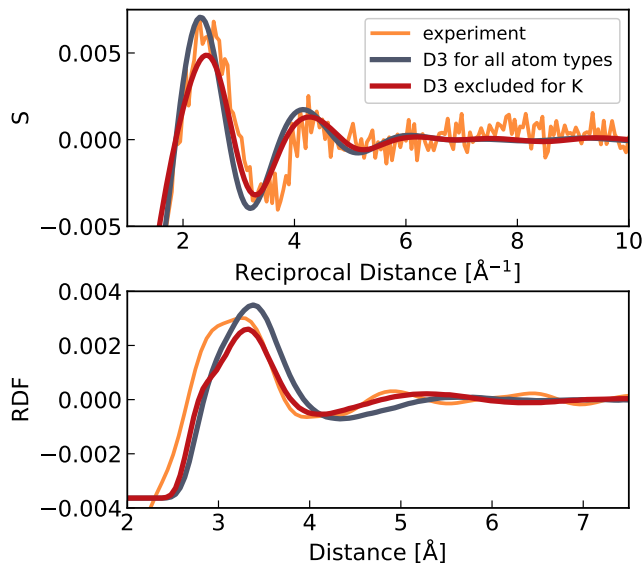 experiment
D3 for all atom types
D3 excluded for K
S
0.005
0.000
−0.005
2
4
6
8
10
Reciprocal Distance [Å⁻¹]
RDF
0.004
0.002
0.000
−0.002
−0.004
2
3
4
5
6
7
Distance [Å]